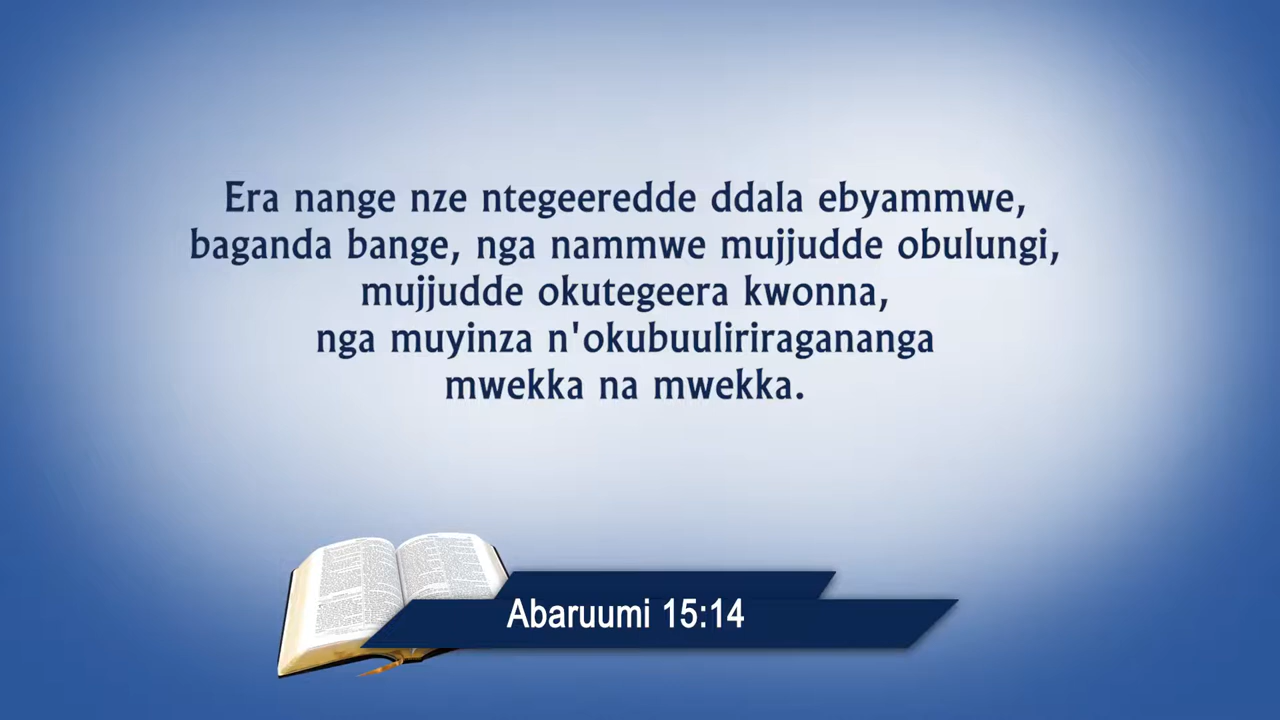 Era nange nze ntegeeredde ddala ebyammwe,
baganda bange, nga nammwe mujjudde obulungi,
mujjudde okutegeera kwonna,
nga muyinza n'okubuuliriragananga
mwekka na mwekka.
Abaruumi 15:14